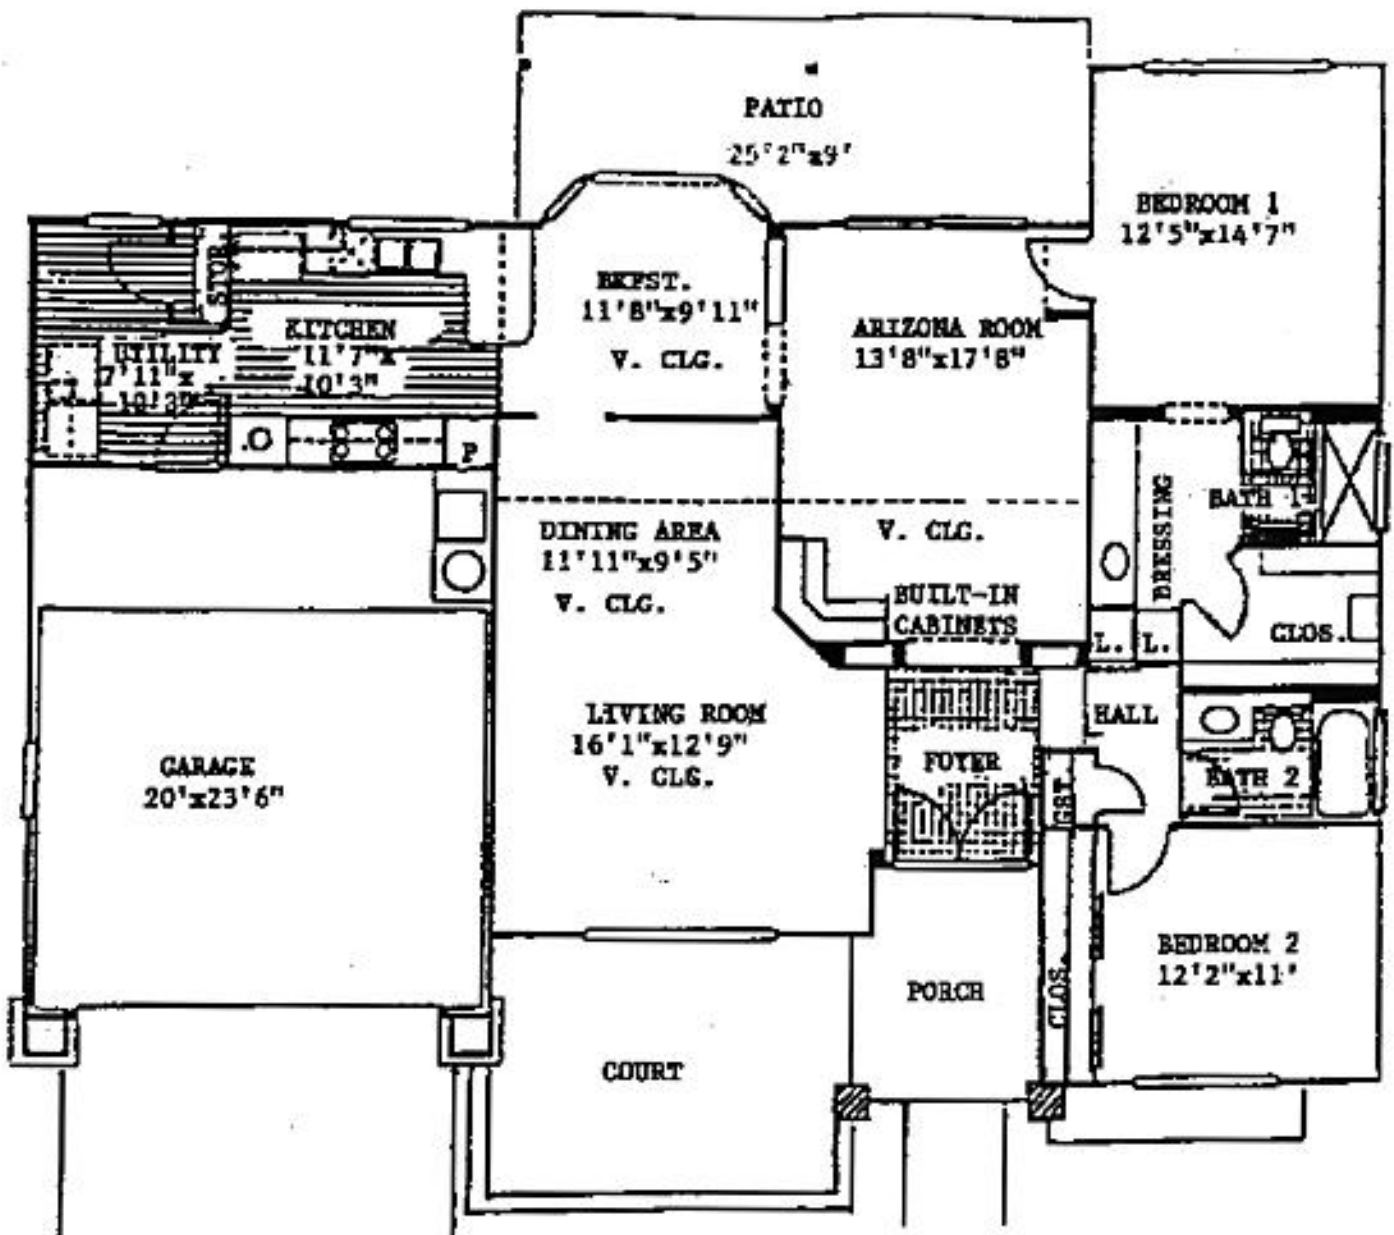 PATIO
25'2"x9'
BEDROOM 1
12'5"x14'7"
STOR
BKFST.
11'8"x9'11"
V. CLG.
KITCHEN
11'7"x
10'3"
UTILITY
7'11"x
ARIZONA ROOM
13'8"x17'8"
P
DINING AREA
11'11"x9'5"
V. CLG.
V. CLG.
BUILT-IN
CABINETS
DRESSING
BATH 1
CLOS.
L.
L.
LIVING ROOM
16'1"x12'9"
V. CLG.
HALL
FOYER
GST
BATH 2
GARAGE
20'x23'6"
BEDROOM 2
12'2"x11'
CLOS.
PORCH
COURT